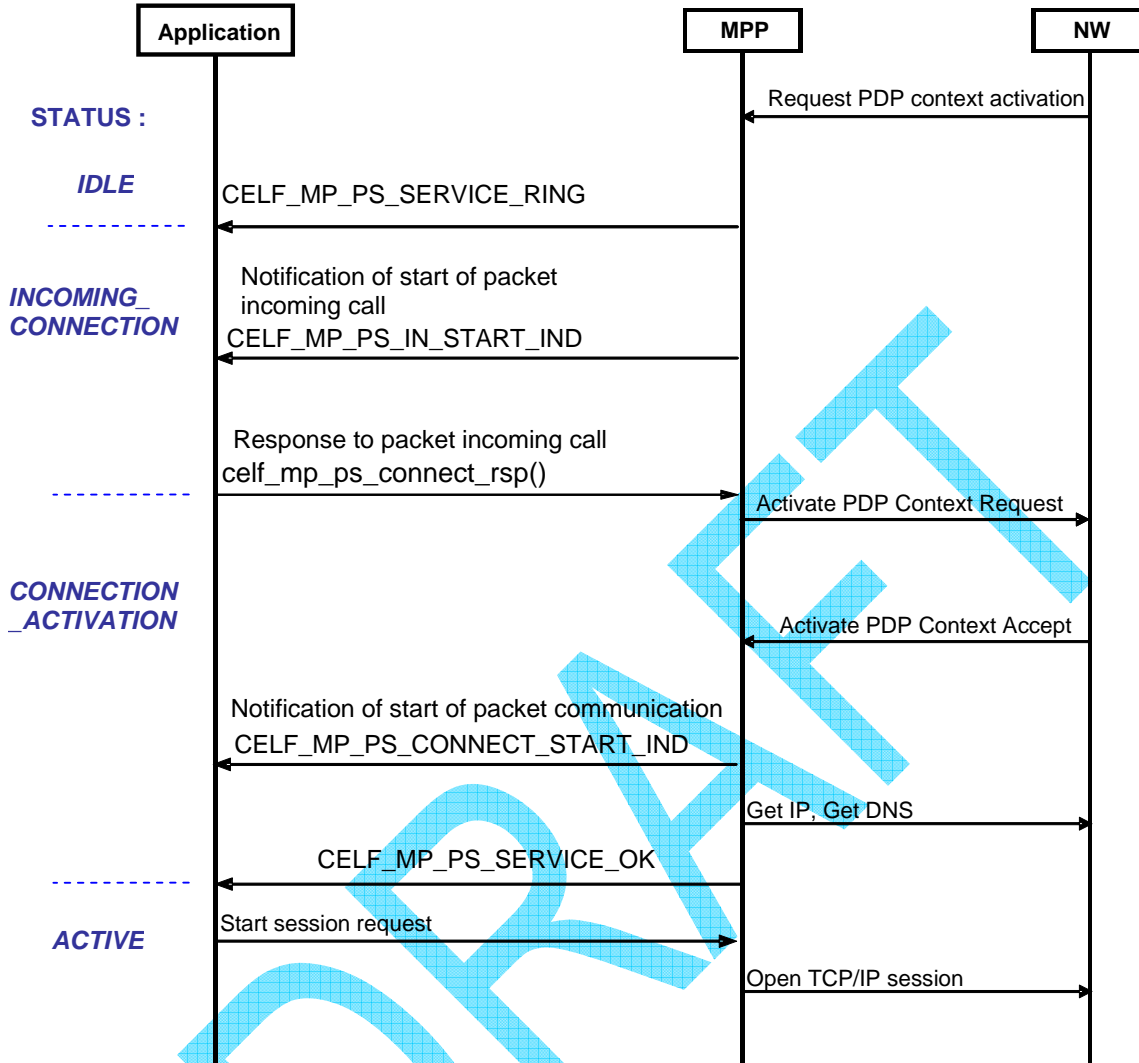 Application
MPP
NW
Request PDP context activation
STATUS :
IDLE
CELF_MP_PS_SERVICE_RING
Notification of start of packet
incoming call
INCOMING_
CONNECTION
CELF_MP_PS_IN_START_IND
Response to packet incoming call
celf_mp_ps_connect_rsp()
Activate PDP Context Request
CONNECTION
_ACTIVATION
Activate PDP Context Accept
Notification of start of packet communication
CELF_MP_PS_CONNECT_START_IND
Get IP, Get DNS
CELF_MP_PS_SERVICE_OK
Start session request
ACTIVE
Open TCP/IP session
DRAFT